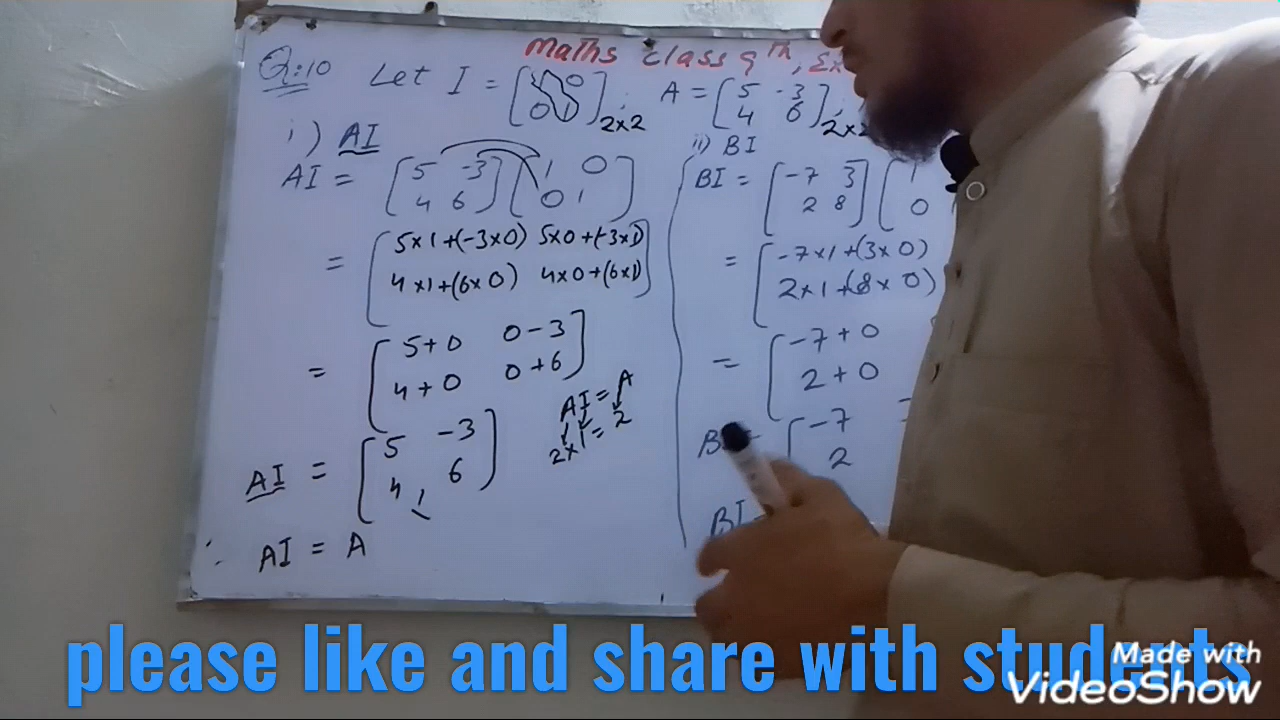 Maths class 9th, Ex
Q:10 Let I = [1 0 A = [5 -3
0 1]2x2 ; 4 6]2x2 ;
i) AI
AI = [5 -3] [1 0]
4 6 0 1
= [5x1+(-3x0) 5x0+(-3x1)]
4x1+(6x0) 4x0+(6x1)
= [5+0 0-3]
4+0 0+6
AI = A
2x1 = 2
AI = [5 -3]
4 6
∴ AI = A
ii) BI
BI = [-7 3] [1
2 8 0
= [-7x1+(3x0)
2x1+(8x0)
= [-7+0
2+0
[-7
2
BI
please like and share with students
Made with
VideoShow